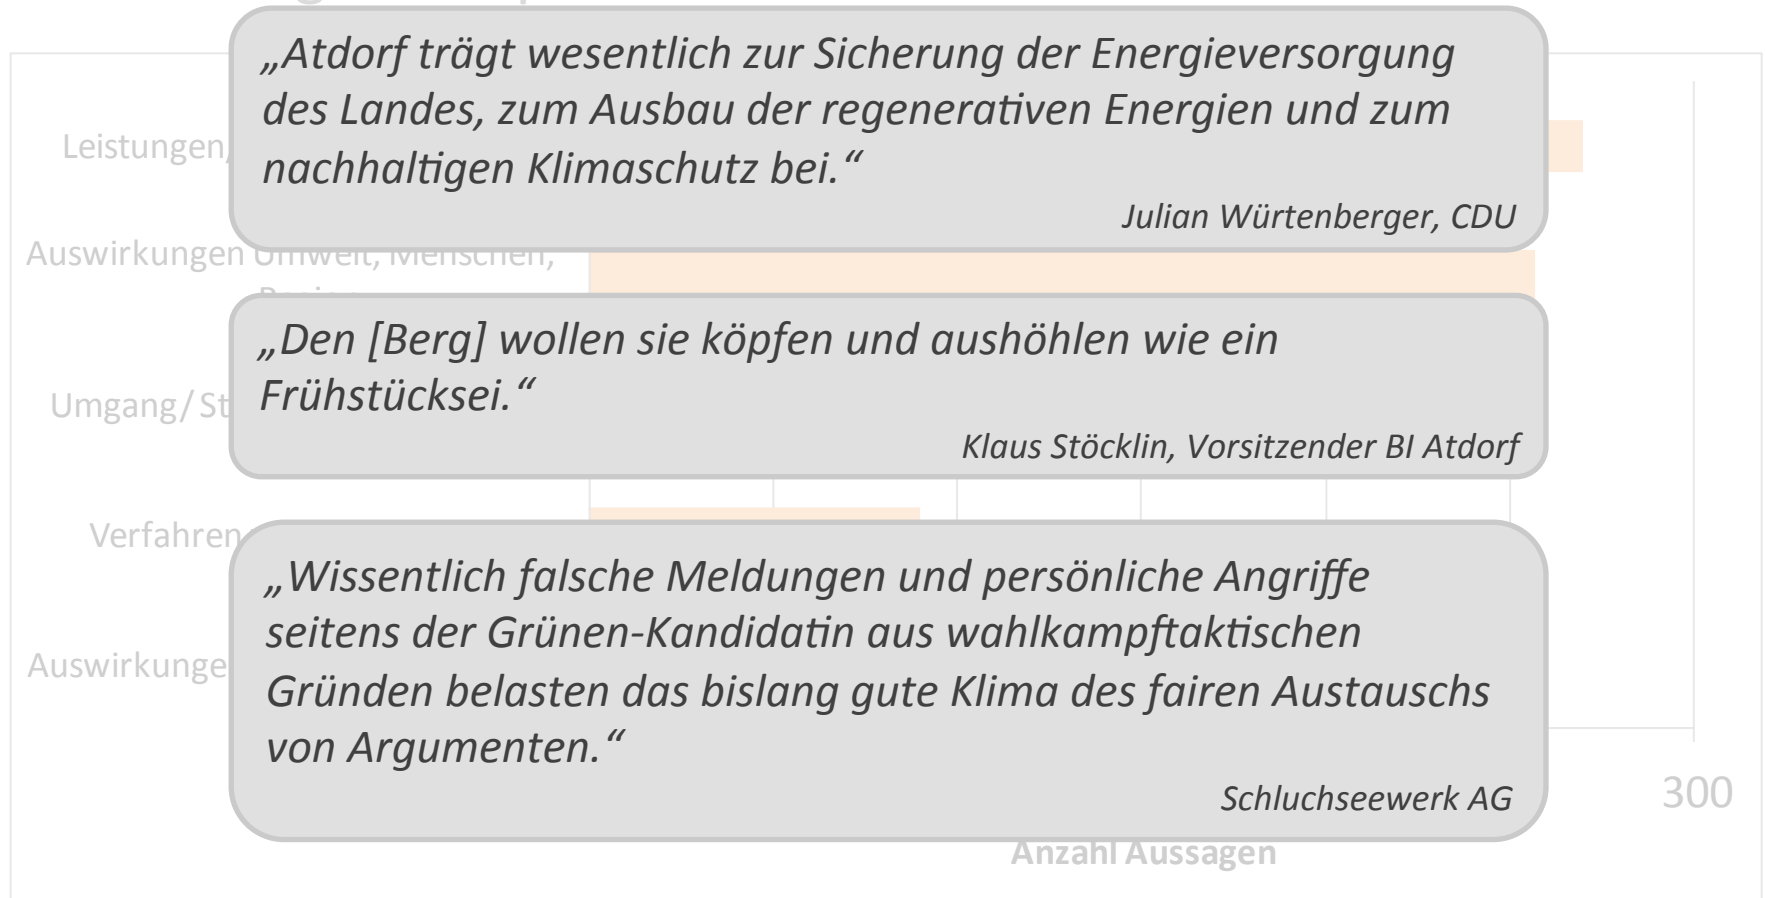 „Atdorf trägt wesentlich zur Sicherung der Energieversorgung
des Landes, zum Ausbau der regenerativen Energien und zum
nachhaltigen Klimaschutz bei.“
Julian Würtenberger, CDU
Leistungen/
Auswirkungen Umwelt, Menschen,
„Den [Berg] wollen sie köpfen und aushöhlen wie ein
Frühstücksei.“
Klaus Stöcklin, Vorsitzender BI Atdorf
Umgang/ St
Verfahren
„Wissentlich falsche Meldungen und persönliche Angriffe
seitens der Grünen-Kandidatin aus wahlkampftaktischen
Gründen belasten das bislang gute Klima des fairen Austauschs
von Argumenten.“
Schluchseewerk AG
Auswirkunge
300
Anzahl Aussagen